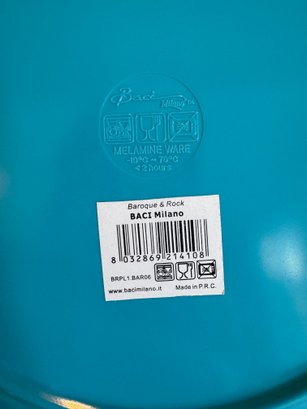 Baci
Milano™
MELAMINE WARE
-10°C ~ 70°C
<2 hours
Baroque & Rock
BACI Milano
8 032869 214108
BRPL1.BAR06
www.bacimilano.it Made in P.R.C.